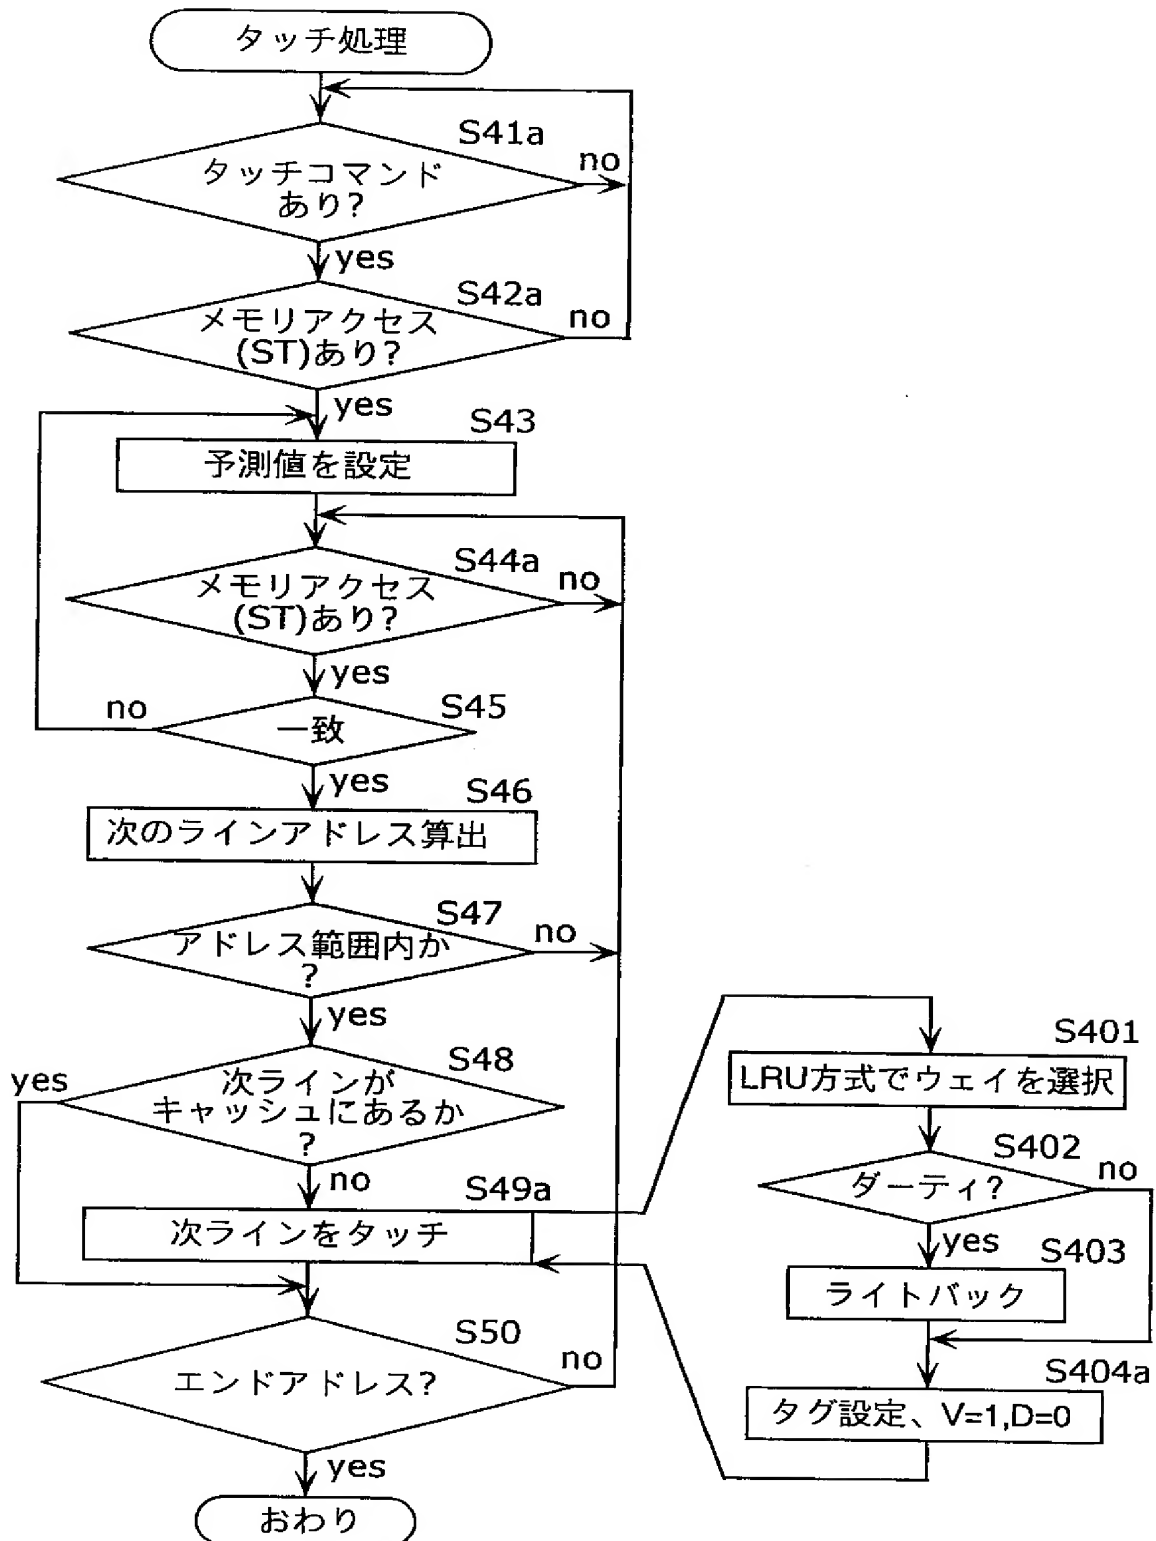 タッチ処理
S41a
タッチコマンド
あり?
no
yes
S42a
メモリアクセス
(ST)あり?
no
yes
S43
予測値を設定
S44a
メモリアクセス
(ST)あり?
no
yes
S45
一致
no
yes
S46
次のラインアドレス算出
S47
アドレス範囲内か
?
no
yes
S48
次ラインが
キャッシュにあるか
?
yes
no
S49a
次ラインをタッチ
S50
エンドアドレス?
no
yes
おわり
S401
LRU方式でウェイを選択
S402
ダーティ?
no
yes
S403
ライトバック
S404a
タグ設定、V=1,D=0